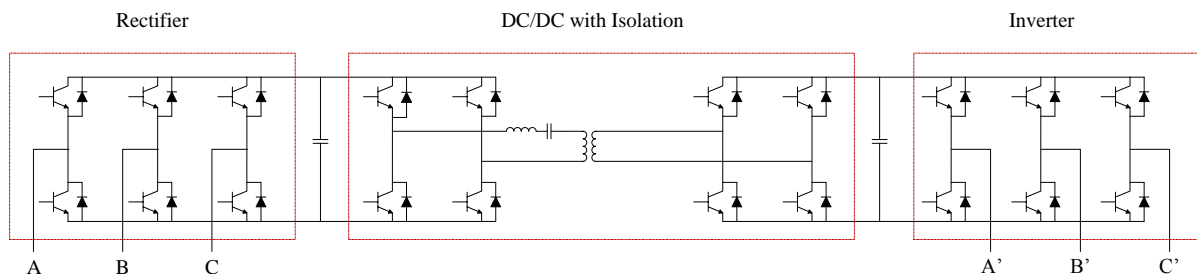 Rectifier
DC/DC with Isolation
Inverter
A B C
A’ B’ C’